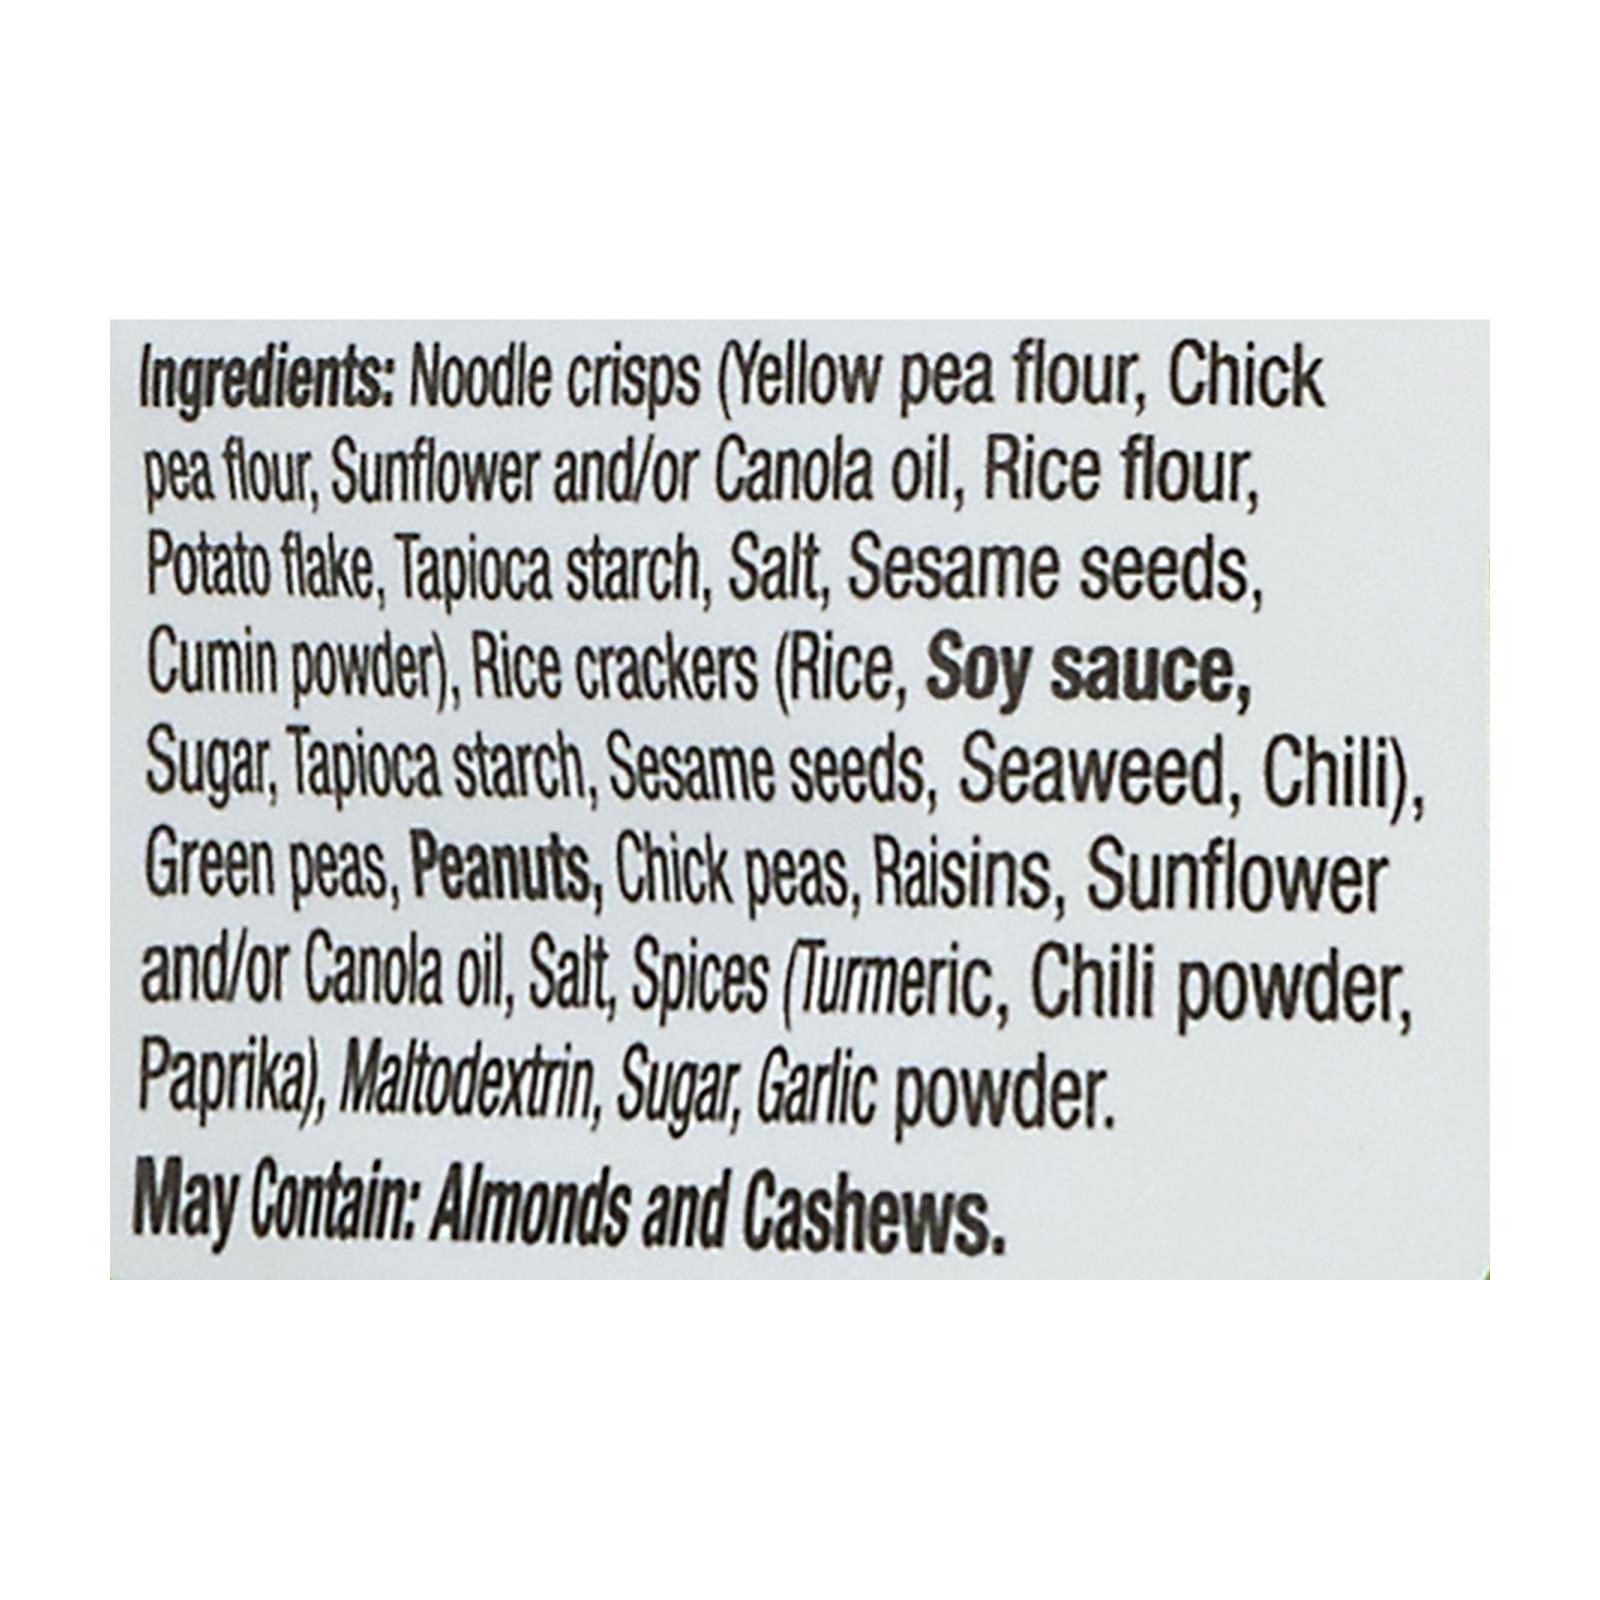 Ingredients: Noodle crisps (Yellow pea flour, Chick
pea flour, Sunflower and/or Canola oil, Rice flour,
Potato flake, Tapioca starch, Salt, Sesame seeds,
Cumin powder), Rice crackers (Rice, Soy sauce,
Sugar, Tapioca starch, Sesame seeds, Seaweed, Chili),
Green peas, Peanuts, Chick peas, Raisins, Sunflower
and/or Canola oil, Salt, Spices (Turmeric, Chili powder,
Paprika), Maltodextrin, Sugar, Garlic powder.
May Contain: Almonds and Cashews.